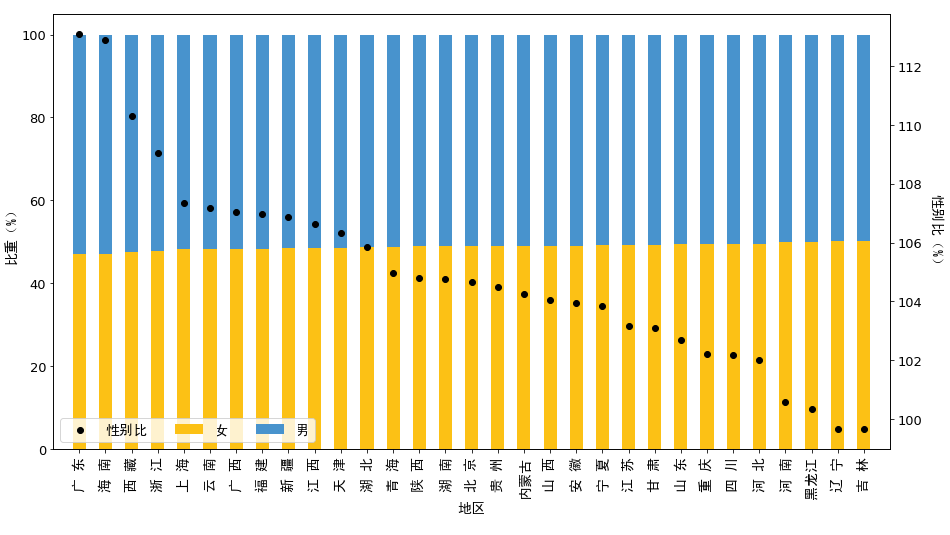 100
80
60
40
20
0
比重（%）
112
110
108
106
104
102
100
性别比（%）
性别比 女 男
广东 海南 西藏 浙江 上海 云南 广西 福建 新疆 江西 天津 湖北 青海 陕西 湖南 北京 贵州 内蒙古 山西 安徽 宁夏 江苏 甘肃 山东 重庆 四川 河北 河南 黑龙江 辽宁 吉林
地区